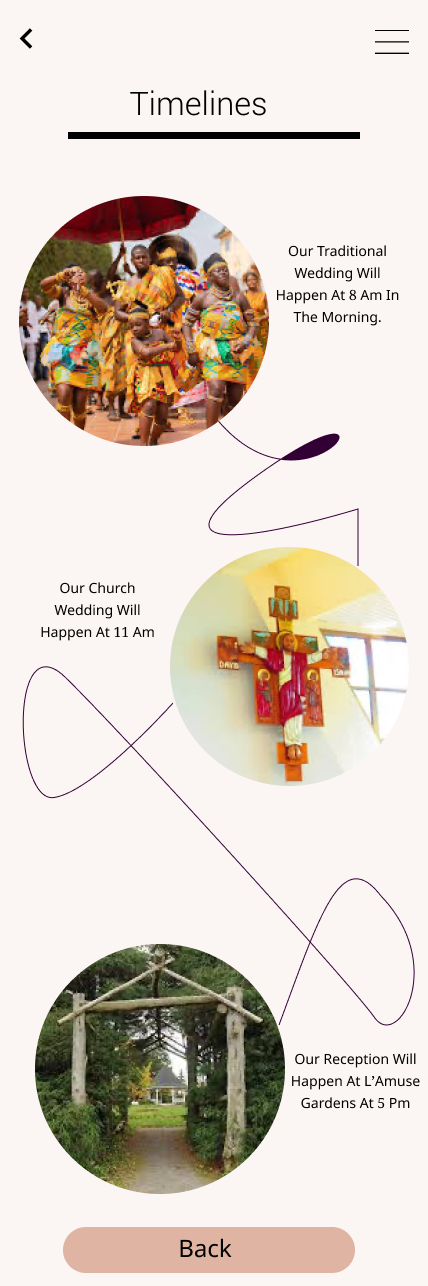 Timelines
Our Traditional
Wedding Will
Happen At 8 Am In
The Morning.
Our Church
Wedding Will
Happen At 11 Am
DAVID
Our Reception Will
Happen At L'Amuse
Gardens At 5 Pm
Back